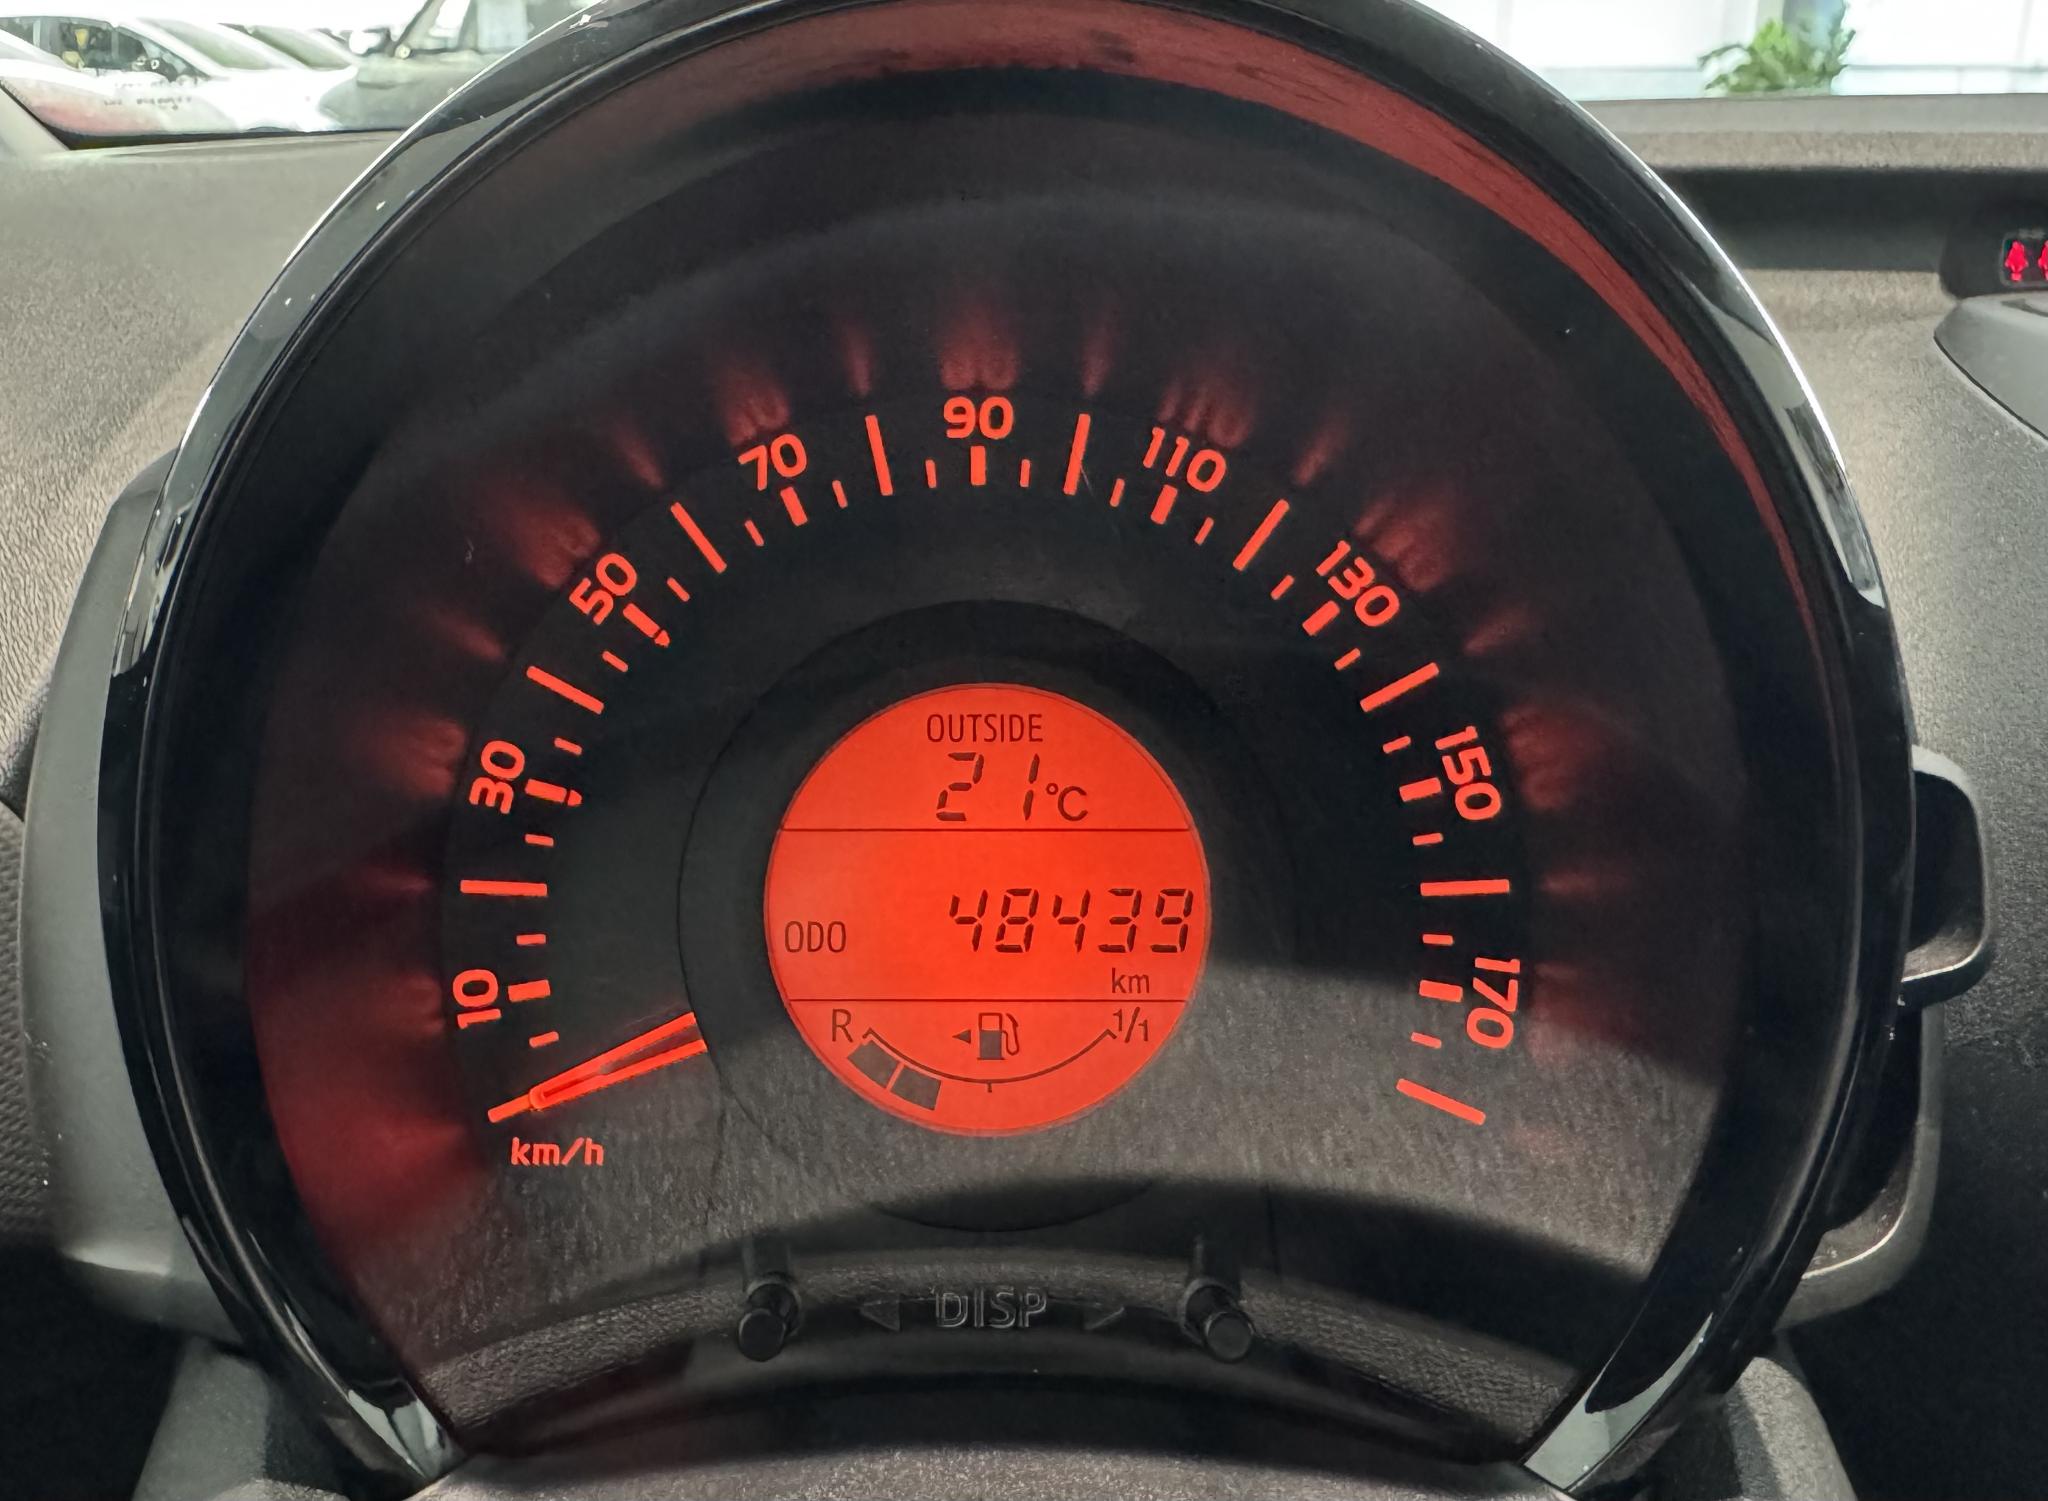 10
30
50
70
90
110
130
150
170
km/h
OUTSIDE
21°C
ODO 48439
km
R 1/1
DISP